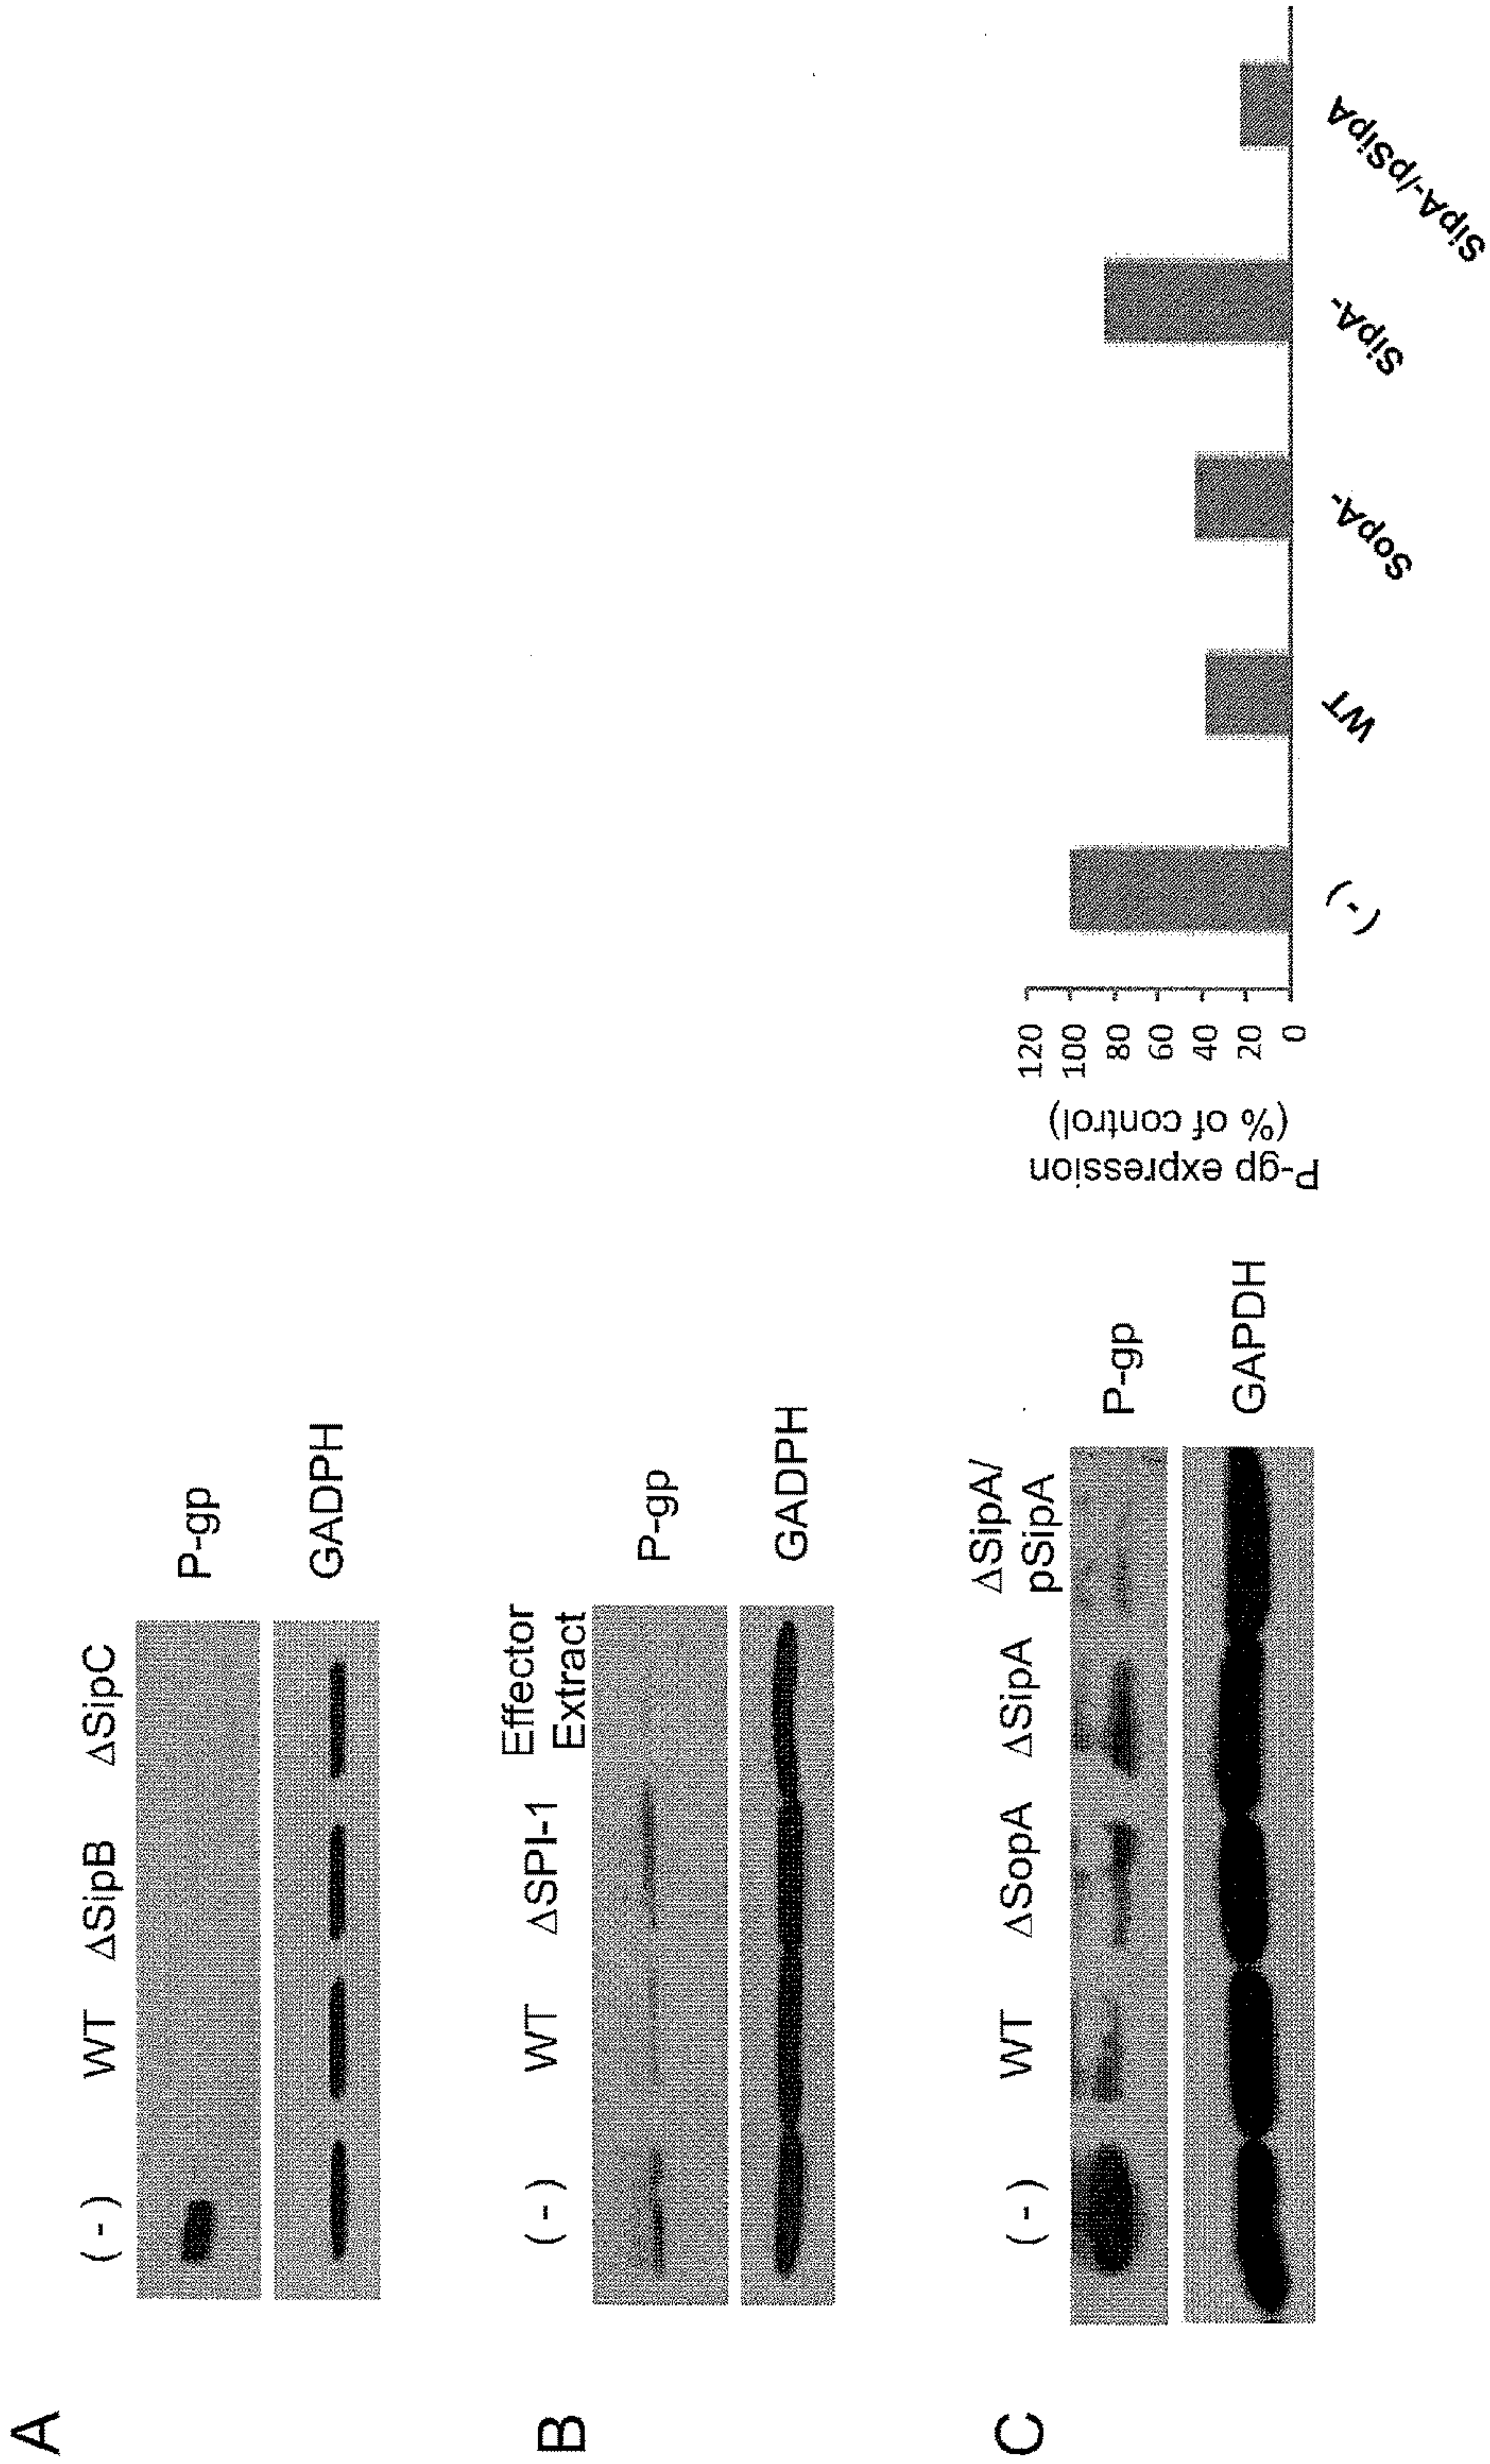 A
( - ) WT ΔSipB ΔSipC
P-gp
GADPH
B
( - ) WT ΔSPI-1 Effector
Extract
P-gp
GADPH
C
( - ) WT ΔSopA ΔSipA ΔSipA/
pSipA
P-gp
GAPDH
P-gp expression
(% of control)
120
100
80
60
40
20
0
(-) WT SopA- SipA- SipA-/pSipA